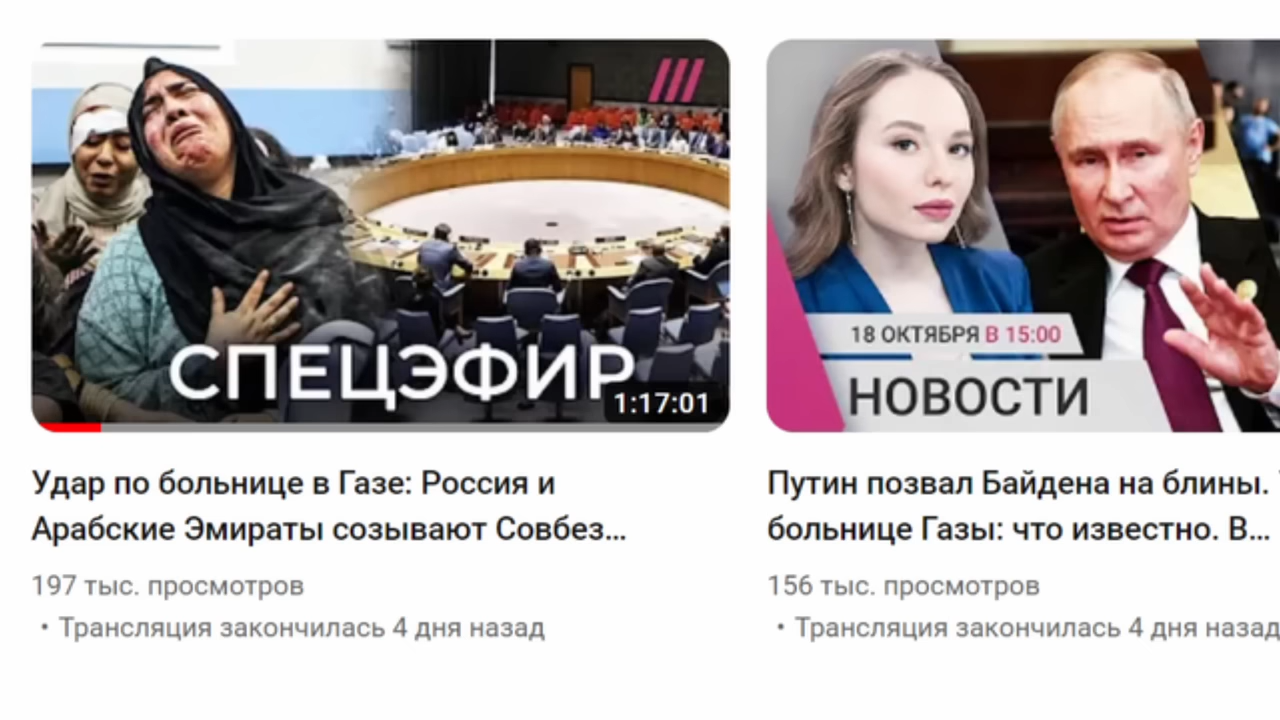 СПЕЦЭФИР
1:17:01
Удар по больнице в Газе: Россия и
Арабские Эмираты созывают Совбез...
197 тыс. просмотров
• Трансляция закончилась 4 дня назад
18 ОКТЯБРЯ В 15:00
НОВОСТИ
Путин позвал Байдена на блины.
больнице Газы: что известно. В...
156 тыс. просмотров
• Трансляция закончилась 4 дня назад